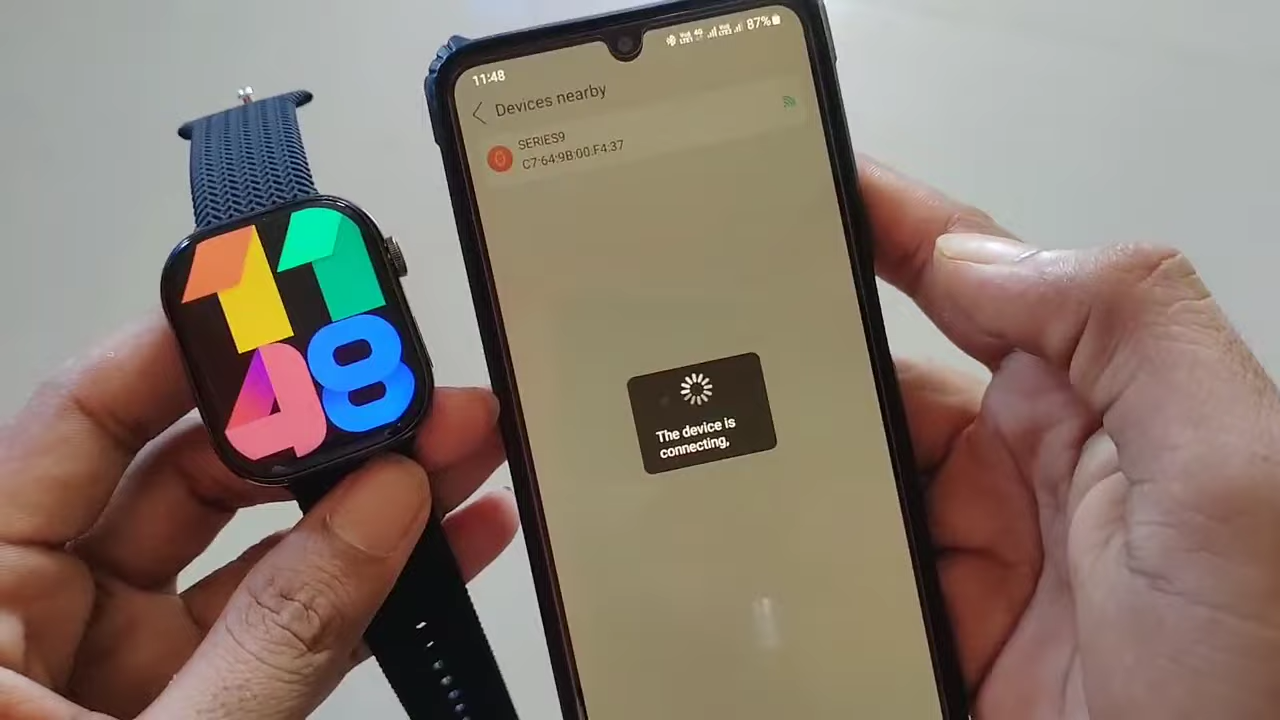 11:48
87%
Devices nearby
SERIES9
C7:64:9B:00:F4:37
The device is
connecting,
11
48